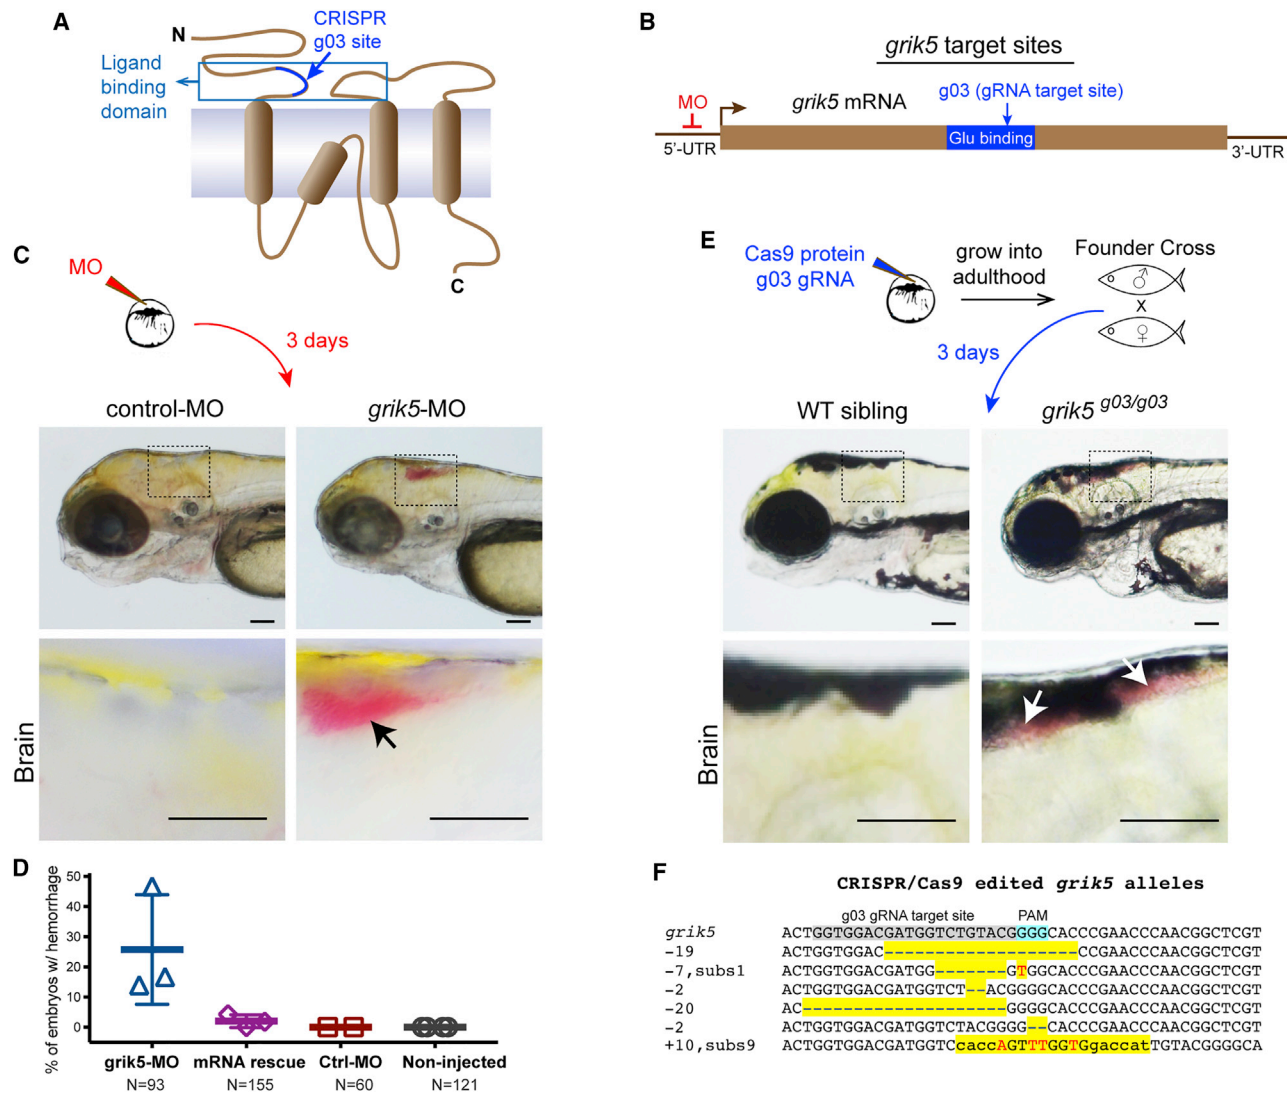 A
N
CRISPR
g03 site
Ligand
binding
domain
C
B
grik5 target sites
MO
grik5 mRNA
g03 (gRNA target site)
Glu binding
5'-UTR
3'-UTR
C
MO
3 days
control-MO
grik5-MO
Brain
D
% of embryos w/ hemorrhage
50
40
30
20
10
0
grik5-MO
mRNA rescue
Ctrl-MO
Non-injected
N=93
N=155
N=60
N=121
E
Cas9 protein
g03 gRNA
grow into
adulthood
Founder Cross
♂
X
♀
3 days
WT sibling
grik5 g03/g03
Brain
F
CRISPR/Cas9 edited grik5 alleles
g03 gRNA target site
PAM
grik5 ACTGGTGGACGATGGTCTGTACGGGGCACCCGAACCCAACGGCTCGT
-19 ACTGGTGGAC-------------------CCGAACCCAACGGCTCGT
-7,subs1 ACTGGTGGACGATGG-------GTGGCACCCGAACCCAACGGCTCGT
-2 ACTGGTGGACGATGGTCT--ACGGGGCACCCGAACCCAACGGCTCGT
-20 AC--------------------GGGGCACCCGAACCCAACGGCTCGT
-2 ACTGGTGGACGATGGTCTACGGGG--CACCCGAACCCAACGGCTCGT
+10,subs9 ACTGGTGGACGATGGTCcaccAGTTTGGTGgaccatTGTACGGGGCA